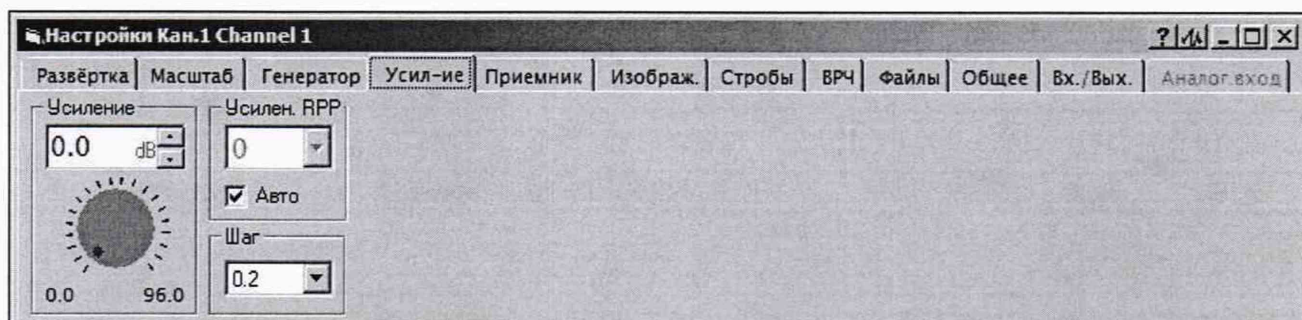 Настройки Кан.1 Channel 1
Развёртка Масштаб Генератор Усил-ие Приемник Изображ. Стробы ВРЧ Файлы Общее Вх./Вых. Аналог.вход
Усиление Усилен. RPP
0.0 dB 0
Авто
Шаг
0.2
0.0 96.0